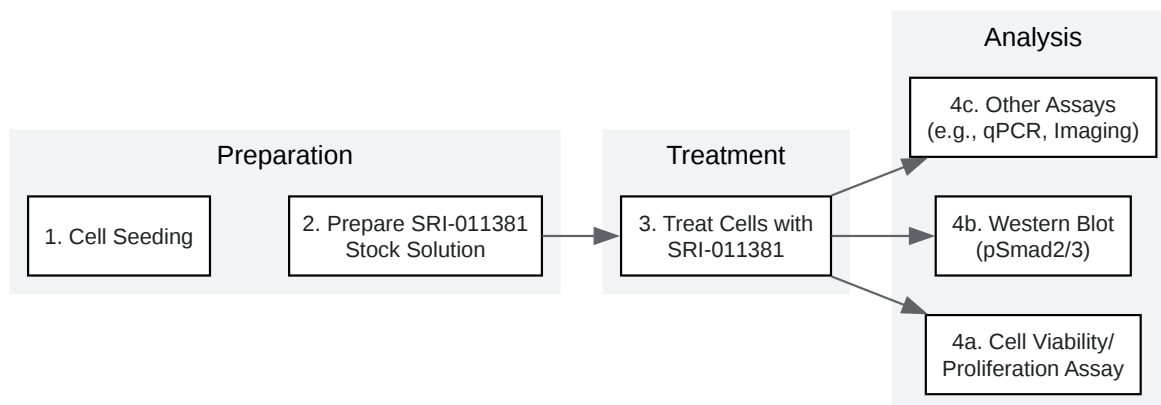 Preparation
1. Cell Seeding
2. Prepare SRI-011381
Stock Solution
Treatment
3. Treat Cells with
SRI-011381
Analysis
4c. Other Assays
(e.g., qPCR, Imaging)
4b. Western Blot
(pSmad2/3)
4a. Cell Viability/
Proliferation Assay